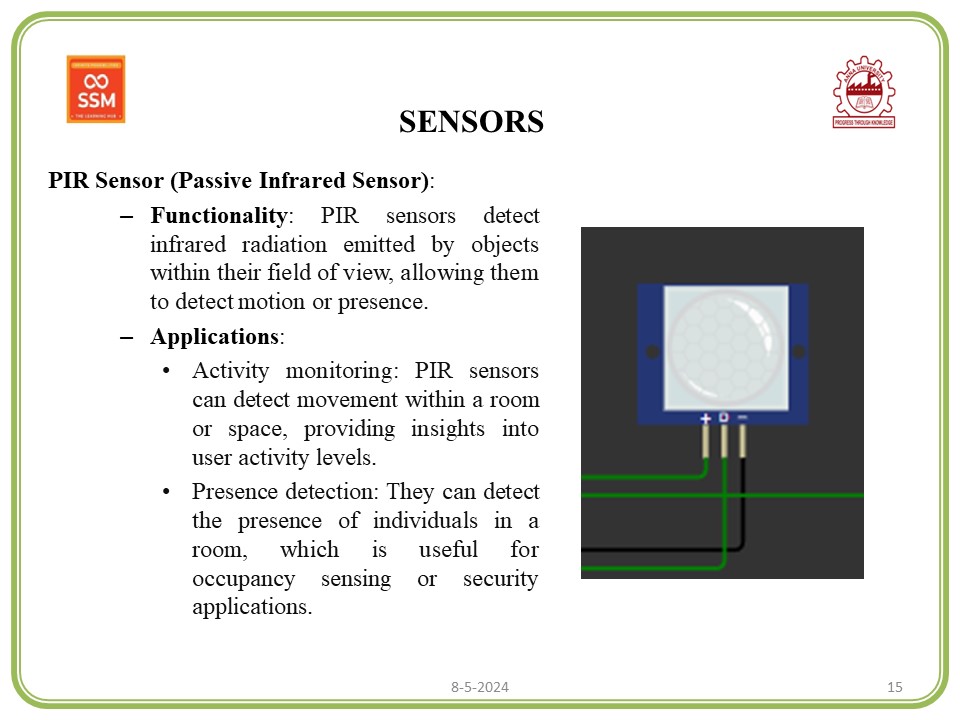 SSM
THE LEARNING HUB
ANNA UNIVERSITY
PROGRESS THROUGH KNOWLEDGE
SENSORS
PIR Sensor (Passive Infrared Sensor):
– Functionality: PIR sensors detect
infrared radiation emitted by objects
within their field of view, allowing them
to detect motion or presence.
– Applications:
• Activity monitoring: PIR sensors
can detect movement within a room
or space, providing insights into
user activity levels.
• Presence detection: They can detect
the presence of individuals in a
room, which is useful for
occupancy sensing or security
applications.
+ D –
8-5-2024
15